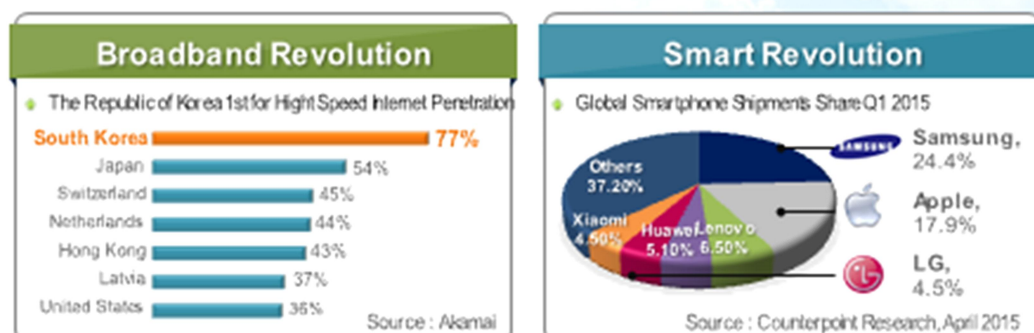 Broadband Revolution
The Republic of Korea 1st for Hight Speed Internet Penetration
South Korea 77%
Japan 54%
Switzerland 45%
Netherlands 44%
Hong Kong 43%
Latvia 37%
United States 36%
Source : Akamai
Smart Revolution
Global Smartphone Shipments Share Q1 2015
Others
37.20%
Xiaomi
4.50%
Huawei
5.10%
Lenovo
6.50%
SAMSUNG
Samsung,
24.4%
Apple,
17.9%
LG,
4.5%
Source : Counterpoint Research, April 2015